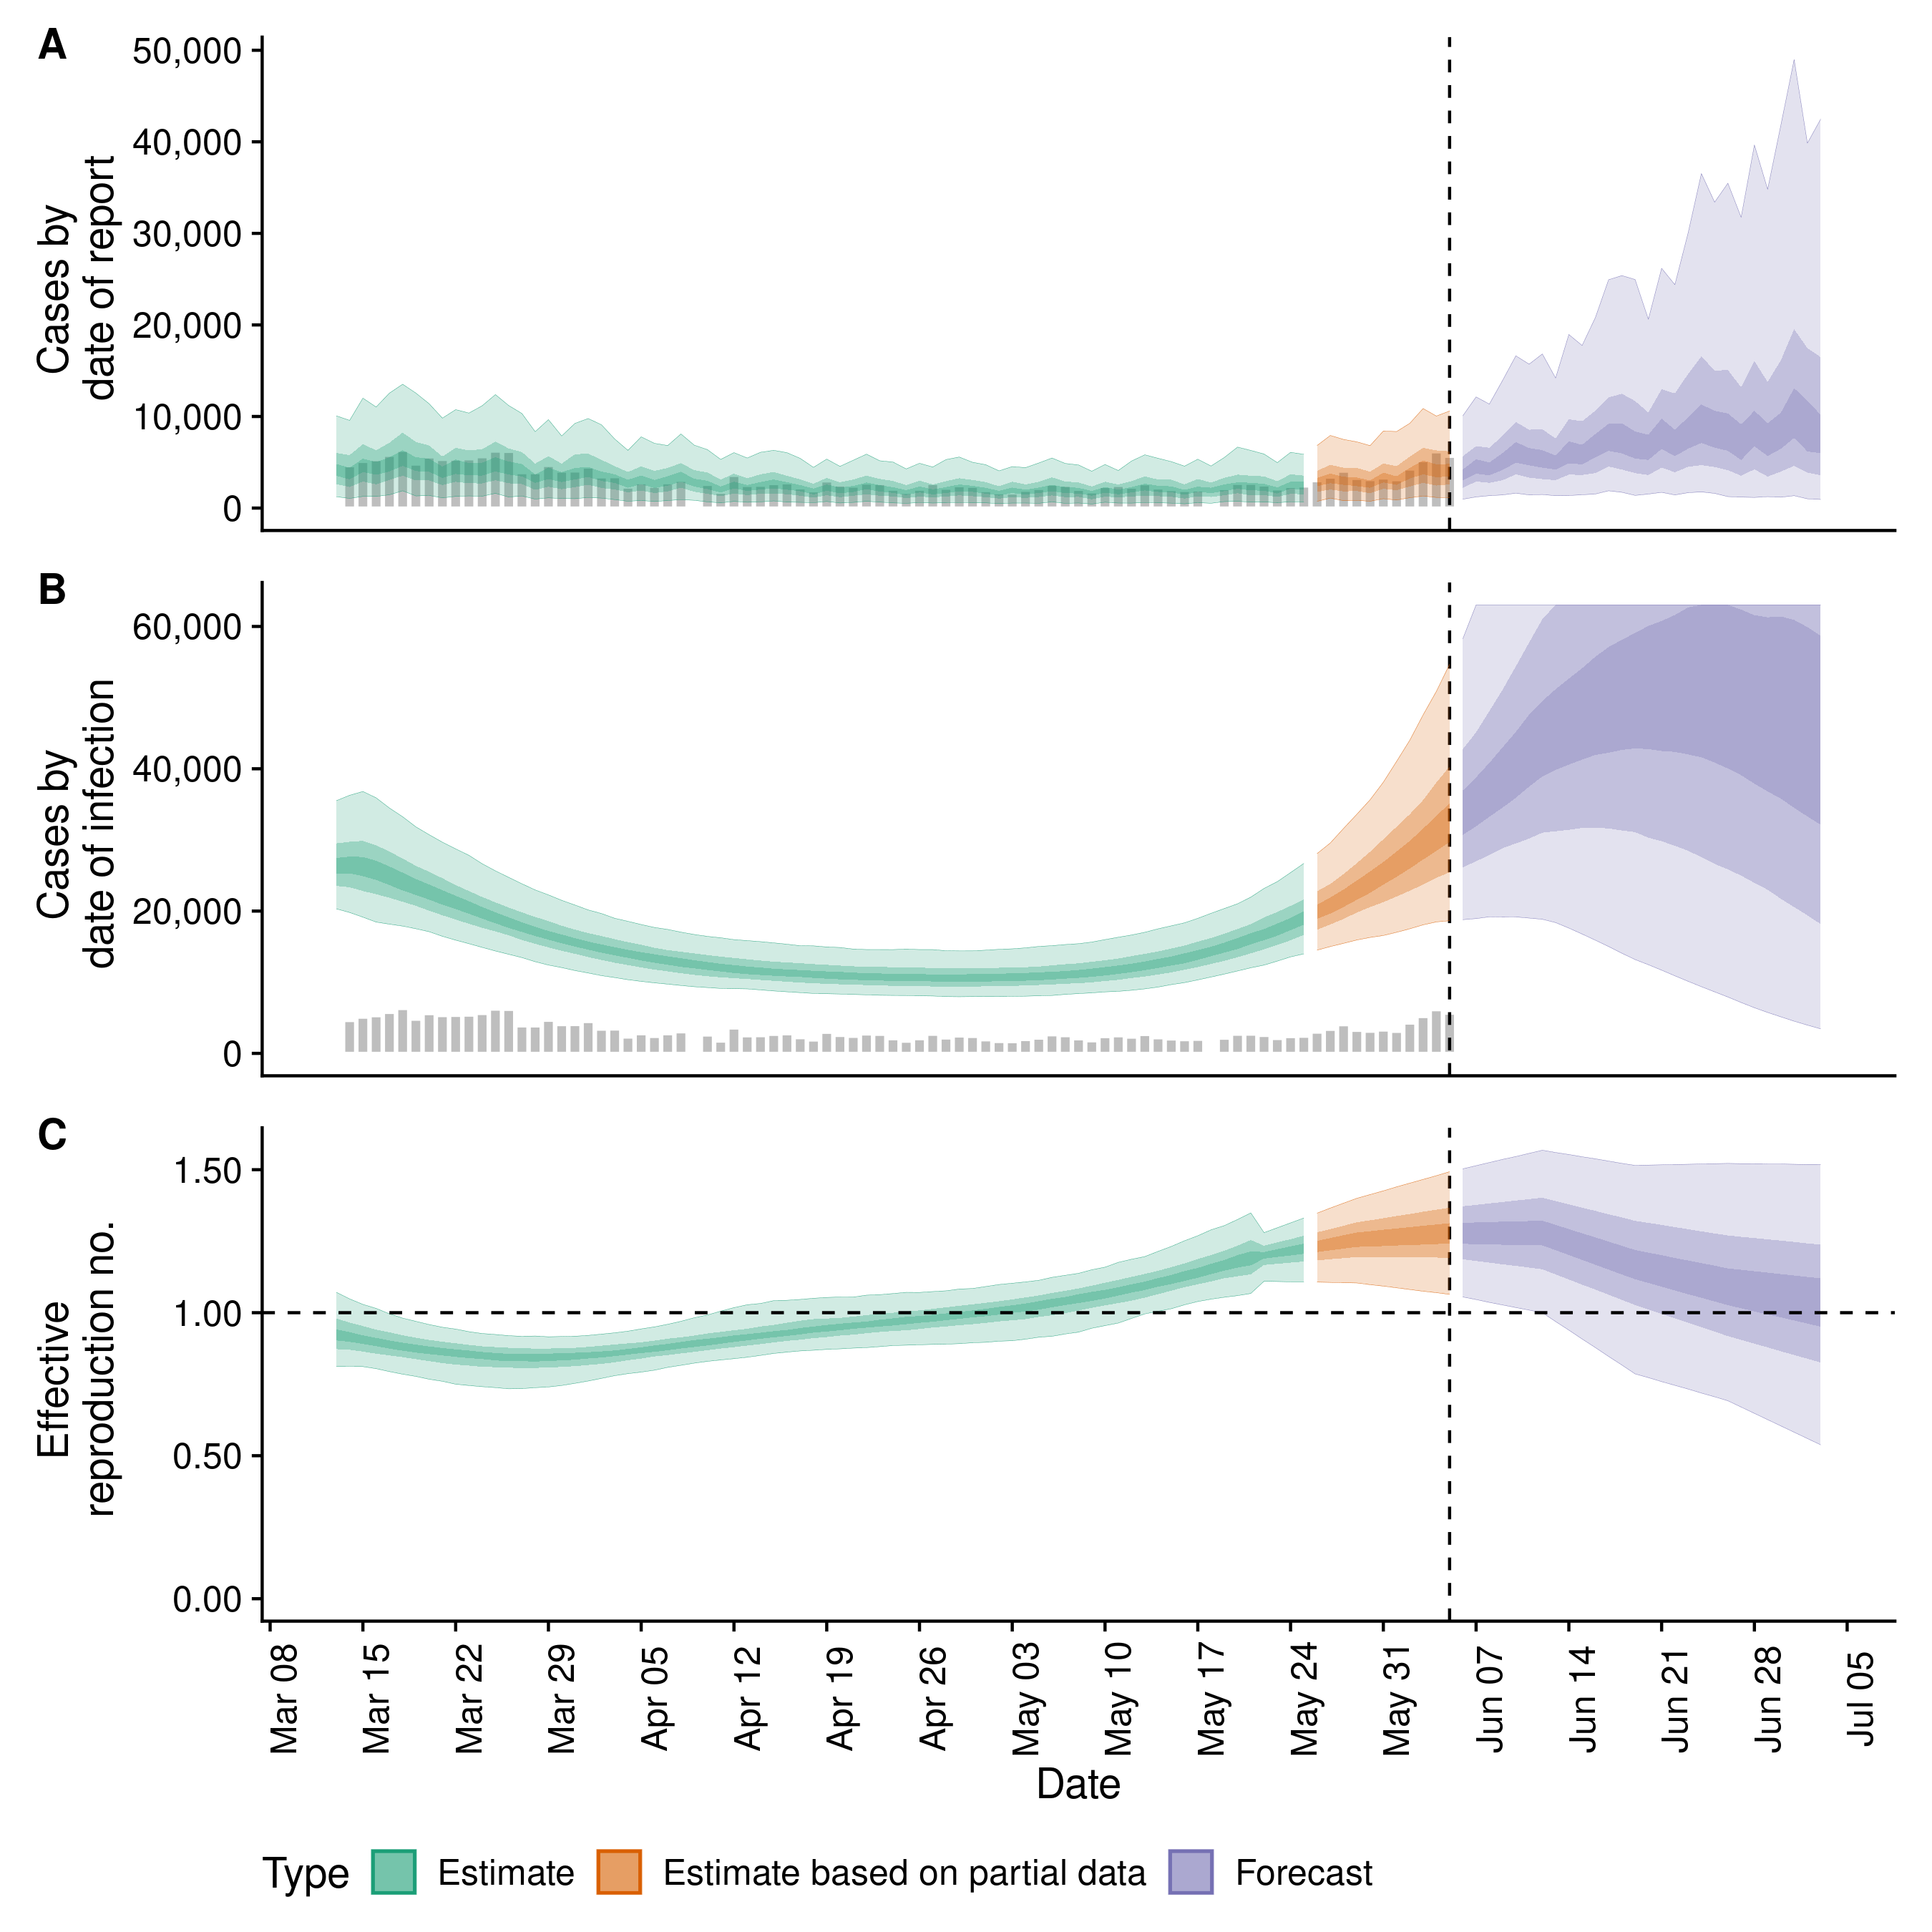 A
50,000
40,000
30,000
20,000
10,000
0
Cases by
date of report
B
60,000
40,000
20,000
0
Cases by
date of infection
C
1.50
1.00
0.50
0.00
Effective
reproduction no.
Mar 08
Mar 15
Mar 22
Mar 29
Apr 05
Apr 12
Apr 19
Apr 26
May 03
May 10
May 17
May 24
May 31
Jun 07
Jun 14
Jun 21
Jun 28
Jul 05
Date
Type Estimate Estimate based on partial data Forecast